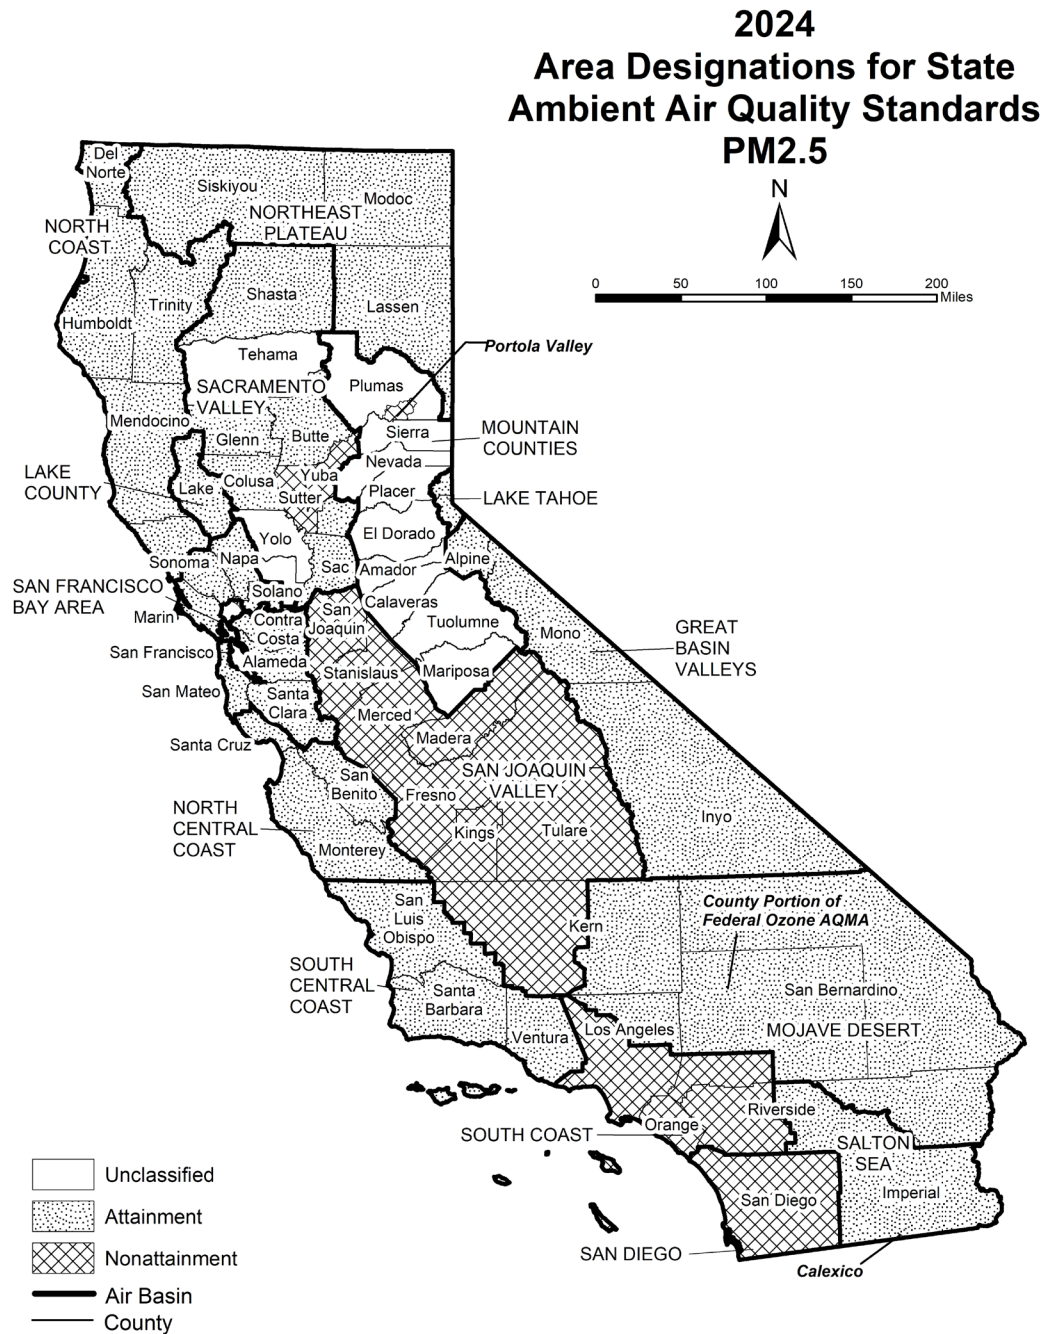 2024
Area Designations for State
Ambient Air Quality Standards
PM2.5
N
0 50 100 150 200
Miles
Del
Norte
Siskiyou
Modoc
NORTHEAST
PLATEAU
NORTH
COAST
Shasta
Trinity
Lassen
Humboldt
Portola Valley
Tehama
Plumas
SACRAMENTO
VALLEY
Mendocino
Glenn
Butte
Sierra
MOUNTAIN
COUNTIES
Nevada
LAKE
COUNTY
Lake
Colusa
Yuba
Sutter
Placer
LAKE TAHOE
Yolo
El Dorado
Sonoma
Napa
Sac
Amador
Alpine
SAN FRANCISCO
BAY AREA
Solano
Marin
Contra
Costa
San
Joaquin
Calaveras
Tuolumne
Mono
GREAT
BASIN
VALLEYS
San Francisco
Alameda
Stanislaus
Mariposa
San Mateo
Santa
Clara
Merced
Santa Cruz
Madera
SAN JOAQUIN
VALLEY
San
Benito
Fresno
NORTH
CENTRAL
COAST
Monterey
Kings
Tulare
Inyo
San
Luis
Obispo
Kern
County Portion of
Federal Ozone AQMA
SOUTH
CENTRAL
COAST
Santa
Barbara
San Bernardino
Ventura
Los Angeles
MOJAVE DESERT
Riverside
Orange
SOUTH COAST
SALTON
SEA
San Diego
Imperial
SAN DIEGO
Calexico
Unclassified
Attainment
Nonattainment
Air Basin
County